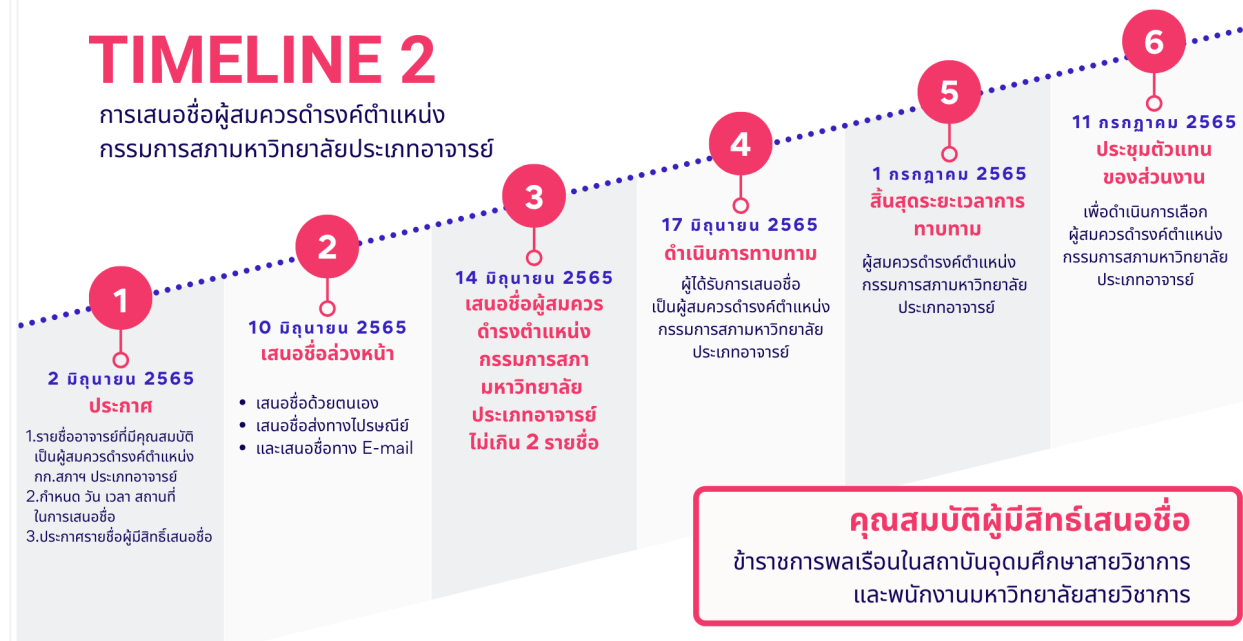 TIMELINE 2
การเสนอชื่อผู้สมควรดำรงค์ตำแหน่ง
กรรมการสภามหาวิทยาลัยประเภทอาจารย์
1
2 มิถุนายน 2565
ประกาศ
1.รายชื่ออาจารย์ที่มีคุณสมบัติ
เป็นผู้สมควรดำรงค์ตำแหน่ง
กก.สภาฯ ประเภทอาจารย์
2.กำหนด วัน เวลา สถานที่
ในการเสนอชื่อ
3.ประกาศรายชื่อผู้มีสิทธิ์เสนอชื่อ
2
10 มิถุนายน 2565
เสนอชื่อล่วงหน้า
• เสนอชื่อด้วยตนเอง
• เสนอชื่อส่งทางไปรษณีย์
• และเสนอชื่อทาง E-mail
3
14 มิถุนายน 2565
เสนอชื่อผู้สมควร
ดำรงตำแหน่ง
กรรมการสภา
มหาวิทยาลัย
ประเภทอาจารย์
ไม่เกิน 2 รายชื่อ
4
17 มิถุนายน 2565
ดำเนินการทาบทาม
ผู้ได้รับการเสนอชื่อ
เป็นผู้สมควรดำรงค์ตำแหน่ง
กรรมการสภามหาวิทยาลัย
ประเภทอาจารย์
5
1 กรกฎาคม 2565
สิ้นสุดระยะเวลาการ
ทาบทาม
ผู้สมควรดำรงค์ตำแหน่ง
กรรมการสภามหาวิทยาลัย
ประเภทอาจารย์
6
11 กรกฎาคม 2565
ประชุมตัวแทน
ของส่วนงาน
เพื่อดำเนินการเลือก
ผู้สมควรดำรงค์ตำแหน่ง
กรรมการสภามหาวิทยาลัย
ประเภทอาจารย์
คุณสมบัติผู้มีสิทธ์เสนอชื่อ
ข้าราชการพลเรือนในสถาบันอุดมศึกษาสายวิชาการ
และพนักงานมหาวิทยาลัยสายวิชาการ